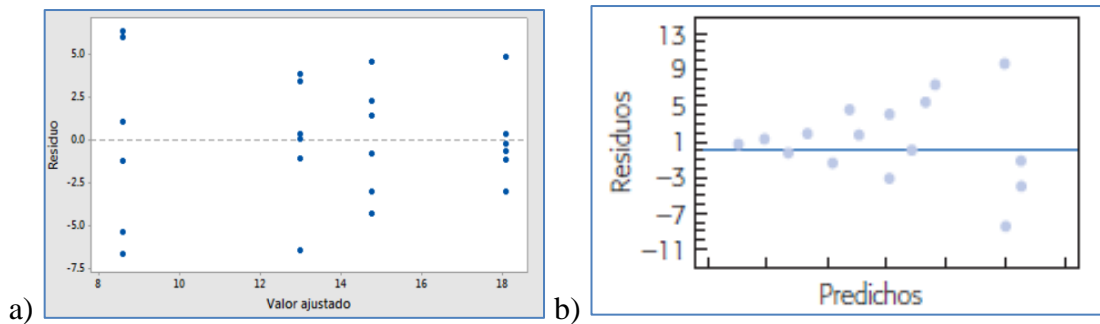 5.0
2.5
0.0
-2.5
-5.0
-7.5
Residuo
8 10 12 14 16 18
Valor ajustado
a)
13
9
5
1
−3
−7
−11
Residuos
Predichos
b)